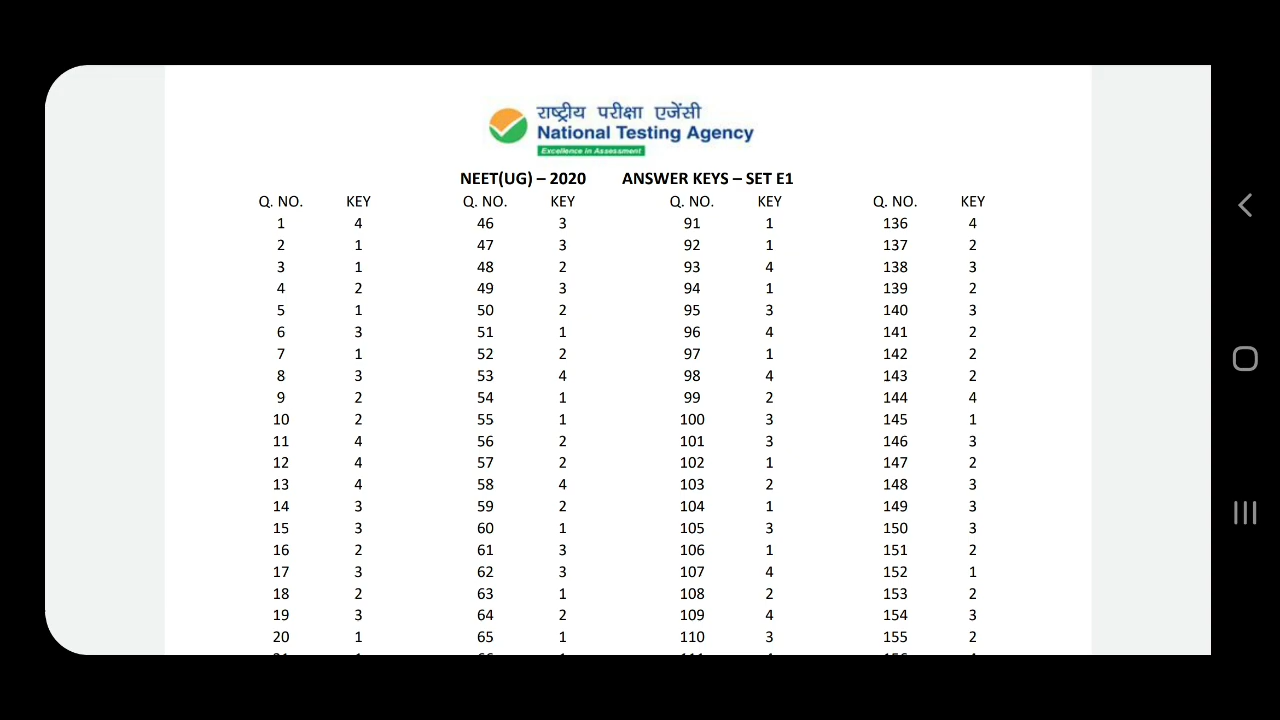 राष्ट्रीय परीक्षा एजेंसी
National Testing Agency
Excellence in Assessment
NEET(UG) – 2020 ANSWER KEYS – SET E1
Q. NO. KEY Q. NO. KEY Q. NO. KEY Q. NO. KEY
1 4 46 3 91 1 136 4
2 1 47 3 92 1 137 2
3 1 48 2 93 4 138 3
4 2 49 3 94 1 139 2
5 1 50 2 95 3 140 3
6 3 51 1 96 4 141 2
7 1 52 2 97 1 142 2
8 3 53 4 98 4 143 2
9 2 54 1 99 2 144 4
10 2 55 1 100 3 145 1
11 4 56 2 101 3 146 3
12 4 57 2 102 1 147 2
13 4 58 4 103 2 148 3
14 3 59 2 104 1 149 3
15 3 60 1 105 3 150 3
16 2 61 3 106 1 151 2
17 3 62 3 107 4 152 1
18 2 63 1 108 2 153 2
19 3 64 2 109 4 154 3
20 1 65 1 110 3 155 2